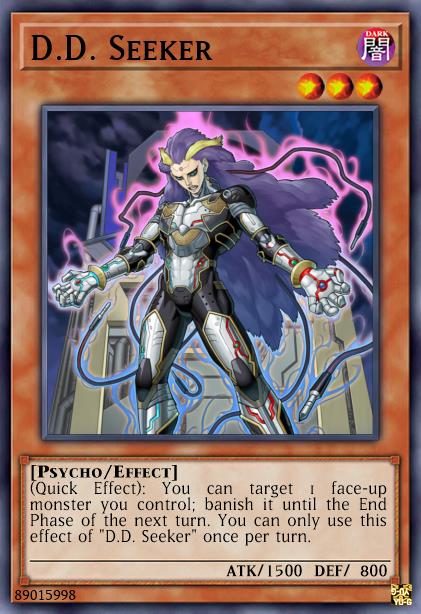 D.D. Seeker
DARK
闇
[Psycho/Effect]
(Quick Effect): You can target 1 face-up
monster you control; banish it until the End
Phase of the next turn. You can only use this
effect of "D.D. Seeker" once per turn.
ATK/1500 DEF/ 800
89015998